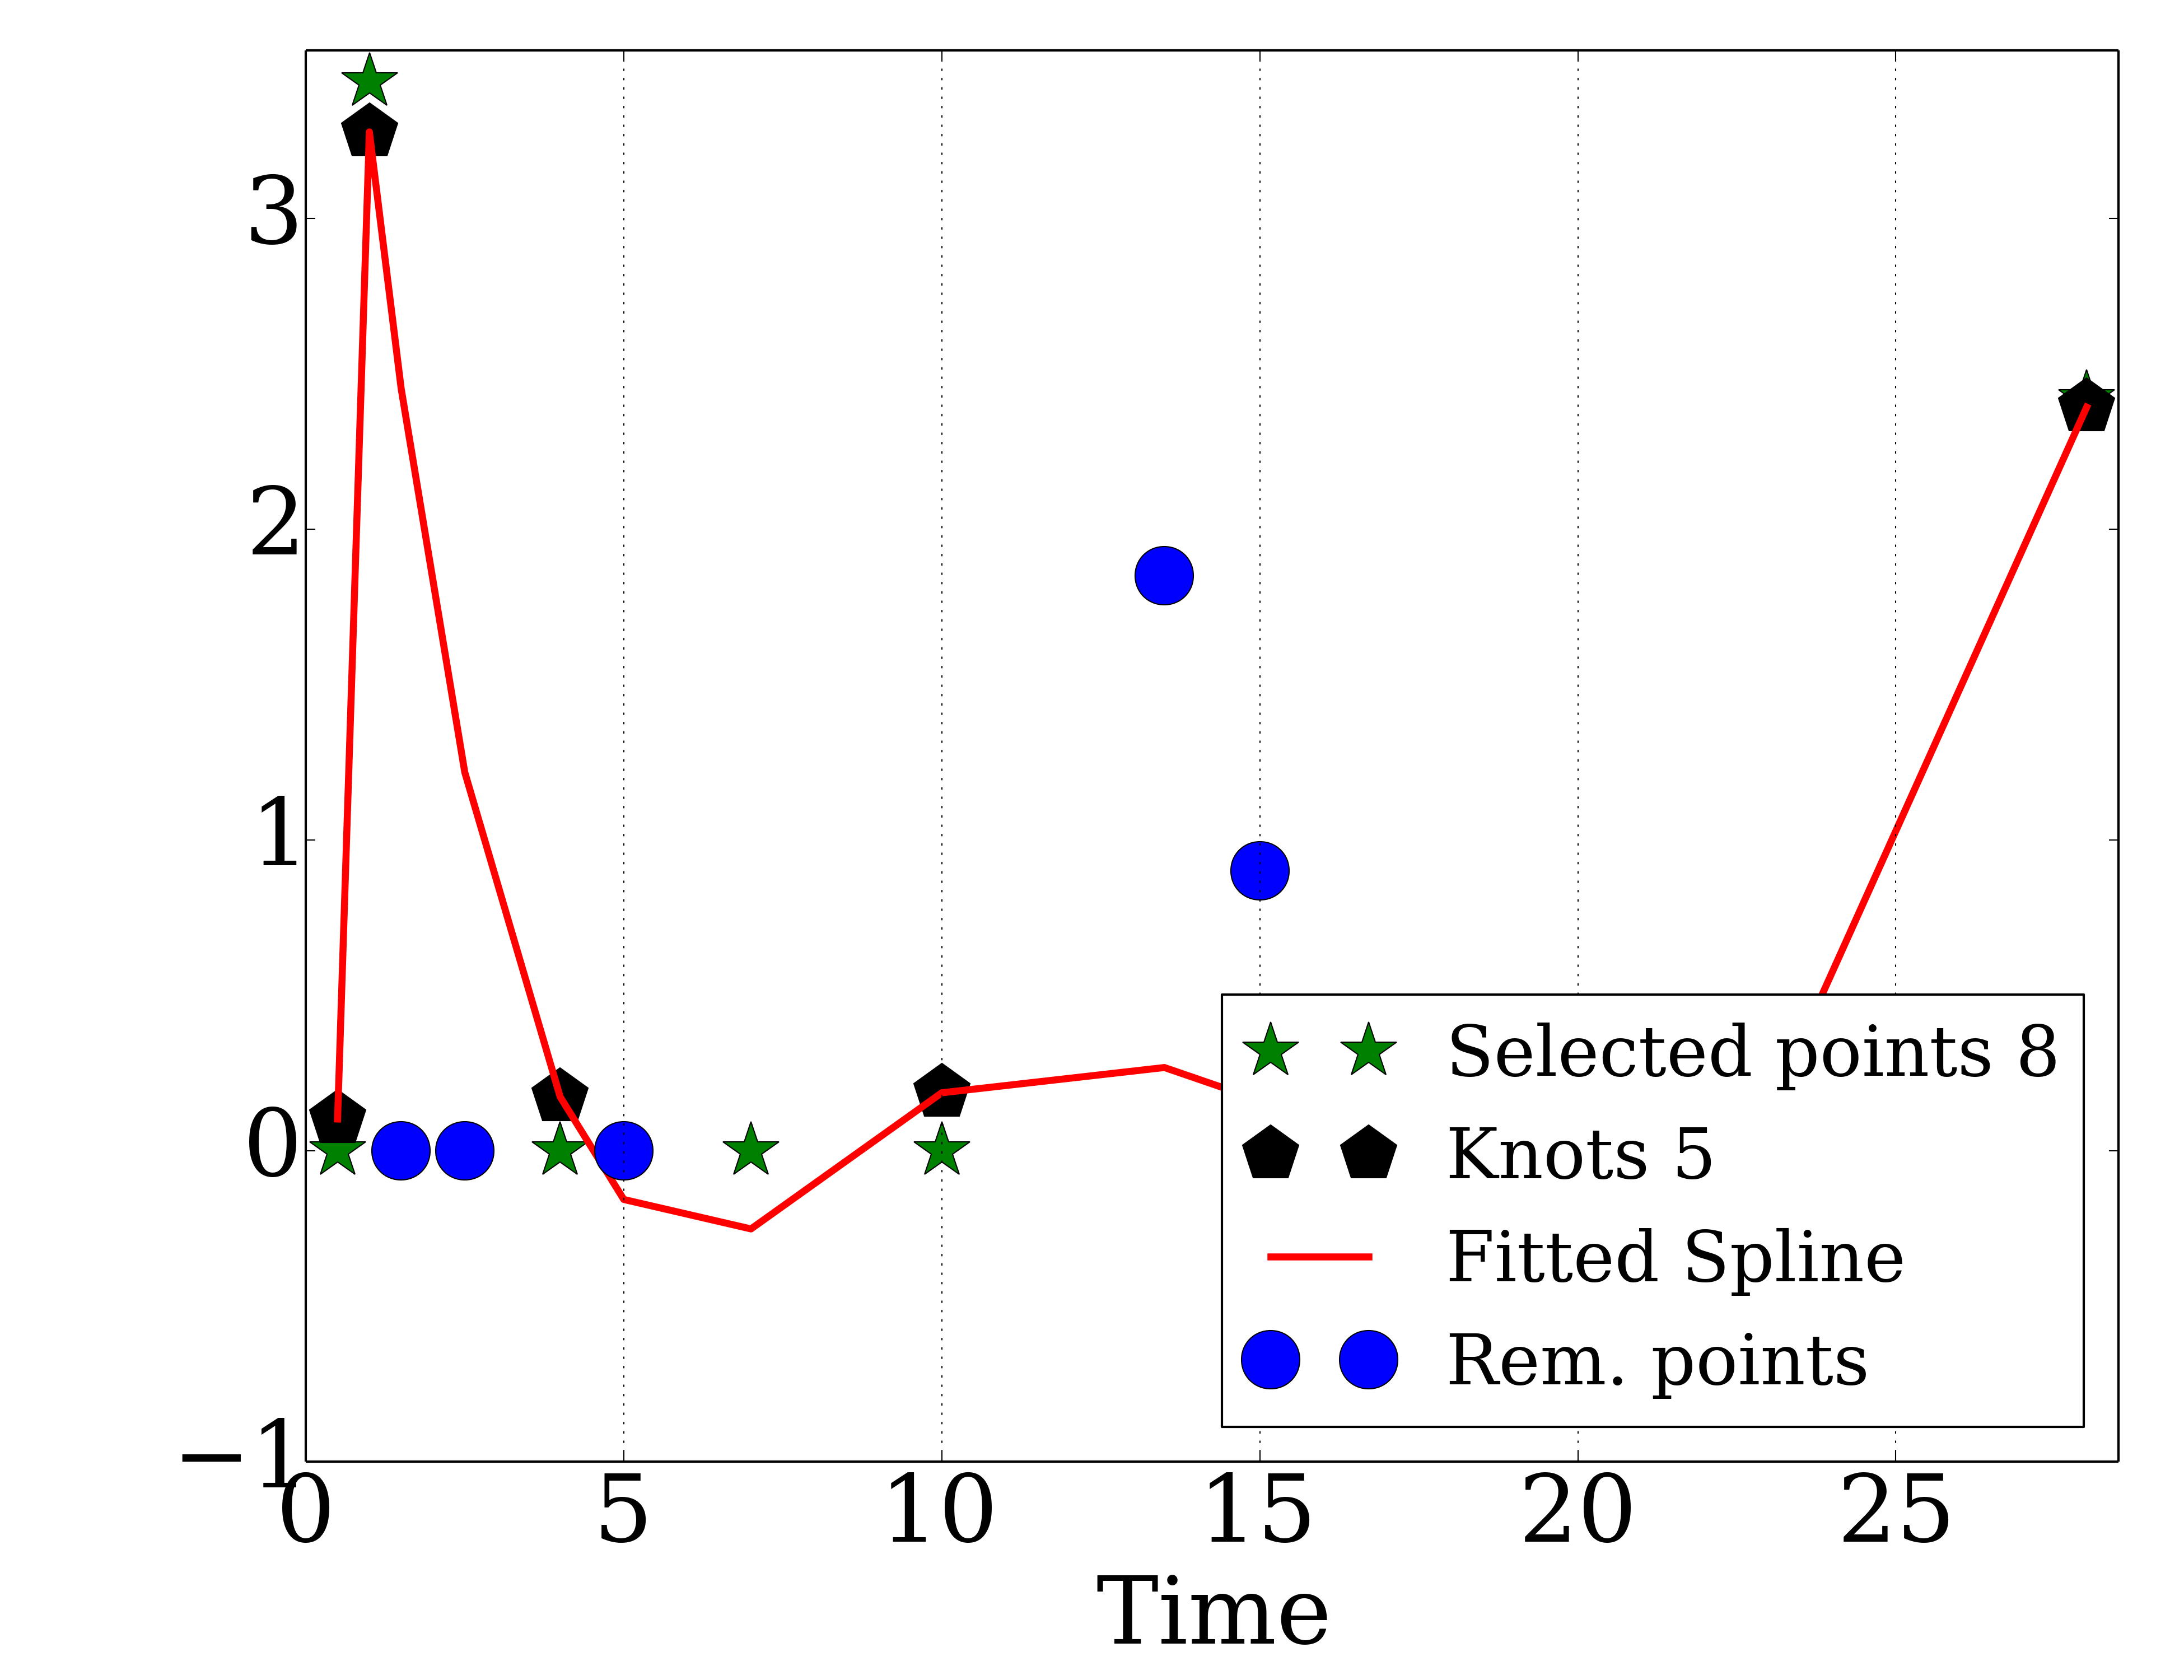 3
2
1
0
−1
0 5 10 15 20 25
Time
Selected points 8
Knots 5
Fitted Spline
Rem. points